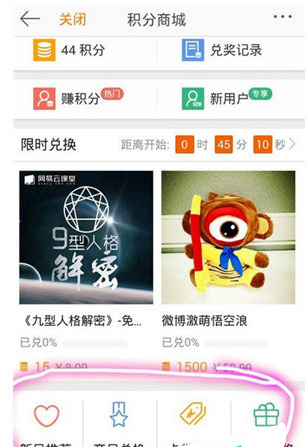 关闭 积分商城
44 积分 兑奖记录
赚积分 热门 新用户 专享
限时兑换 距离开始: 0 时 45 分 10 秒
网易云课堂
9型人格
解密
《九型人格解密》-免... 微博激萌悟空浪
已兑0% 已兑0%
15 ¥ 8.00 1500